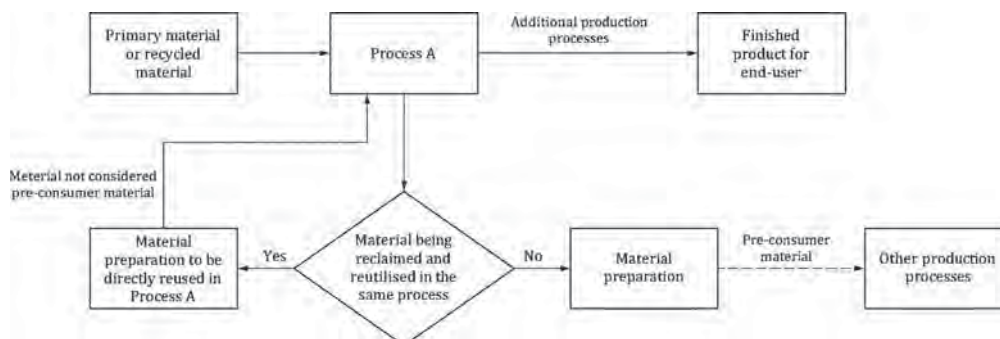 Primary material
or recycled
material
Process A
Additional production
processes
Finished
product for
end-user
Meterial not considered
pre-consumer material
Material
preparation to be
directly reused in
Process A
Yes
Material being
reclaimed and
reutilised in the
same process
No
Material
preparation
Pre-consumer
material
Other production
processes